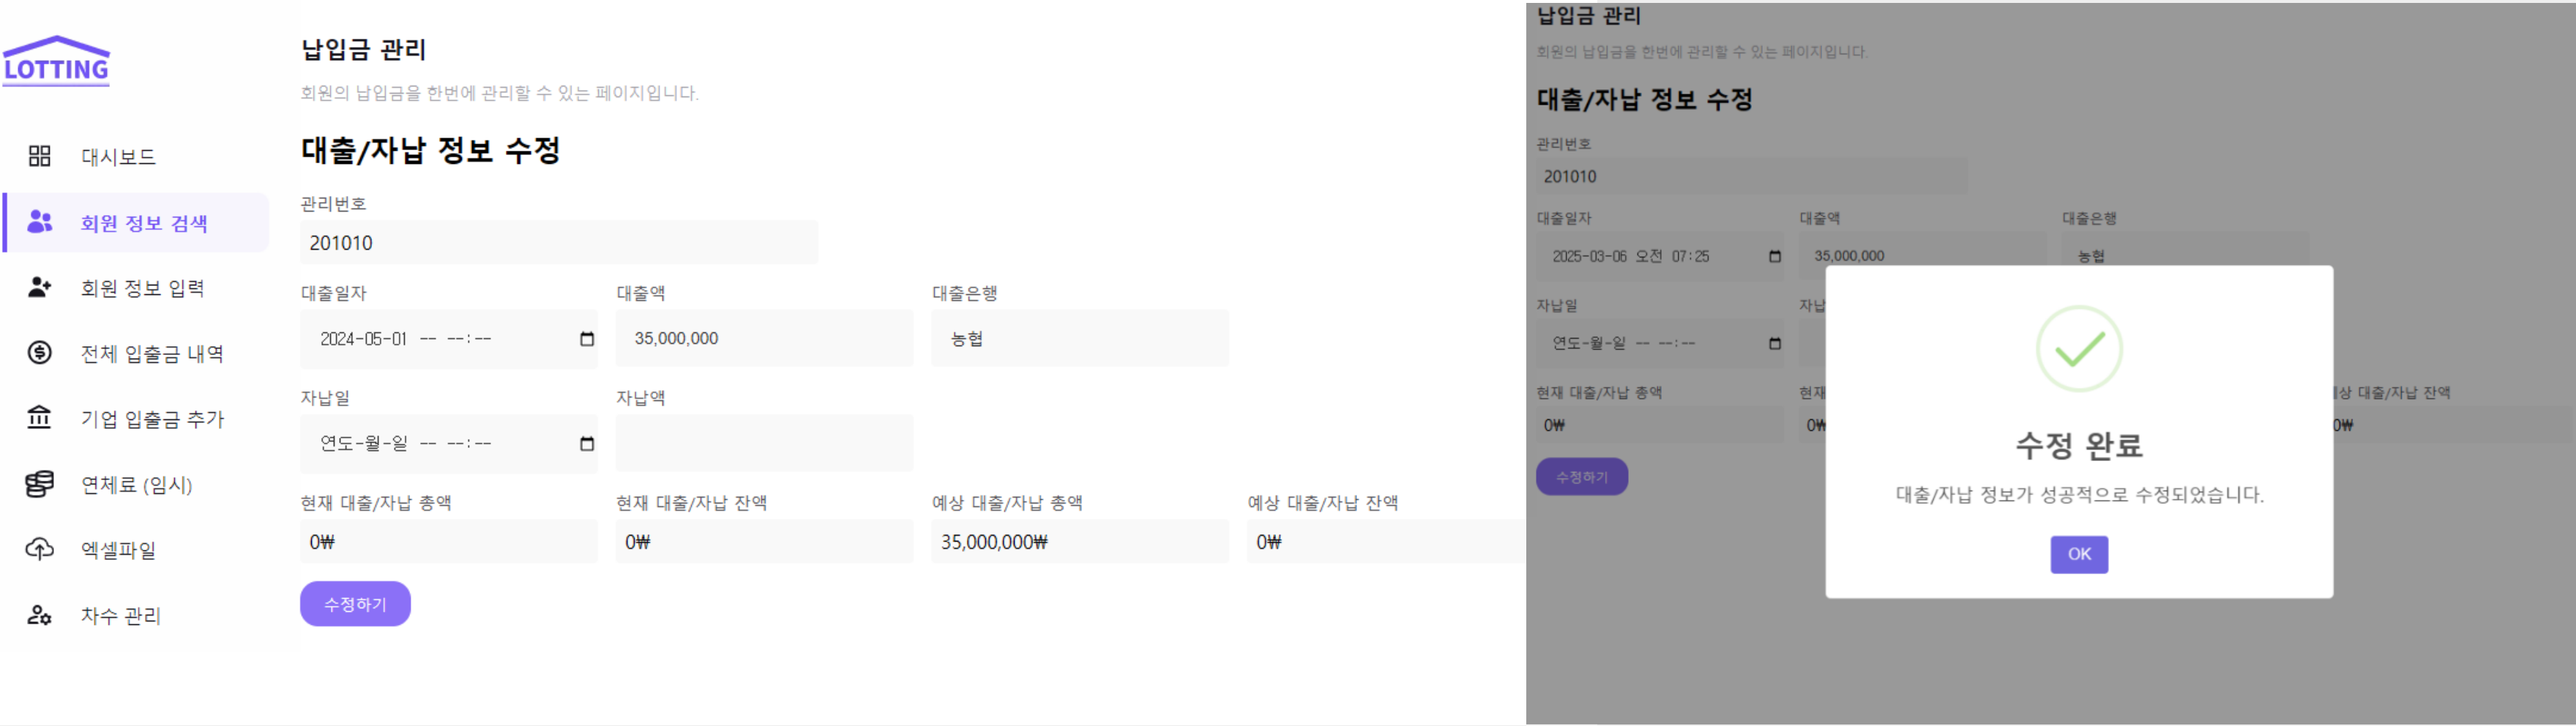 LOTTING
대시보드
회원 정보 검색
회원 정보 입력
전체 입출금 내역
기업 입출금 추가
연체료 (임시)
엑셀파일
차수 관리
납입금 관리
회원의 납입금을 한번에 관리할 수 있는 페이지입니다.
대출/자납 정보 수정
관리번호
201010
대출일자 대출액 대출은행
2024-05-01 -- --:-- 35,000,000 농협
자납일 자납액
연도-월-일 -- --:--
현재 대출/자납 총액 현재 대출/자납 잔액 예상 대출/자납 총액 예상 대출/자납 잔액
0₩ 0₩ 35,000,000₩ 0₩
수정하기
납입금 관리
회원의 납입금을 한번에 관리할 수 있는 페이지입니다.
대출/자납 정보 수정
관리번호
201010
대출일자 대출액 대출은행
2025-03-06 오전 07:25 35,000,000 농협
자납일 자납
연도-월-일 -- --:--
현재 대출/자납 총액 현재 상 대출/자납 잔액
0₩ 0₩ 0₩
수정하기
수정 완료
대출/자납 정보가 성공적으로 수정되었습니다.
OK